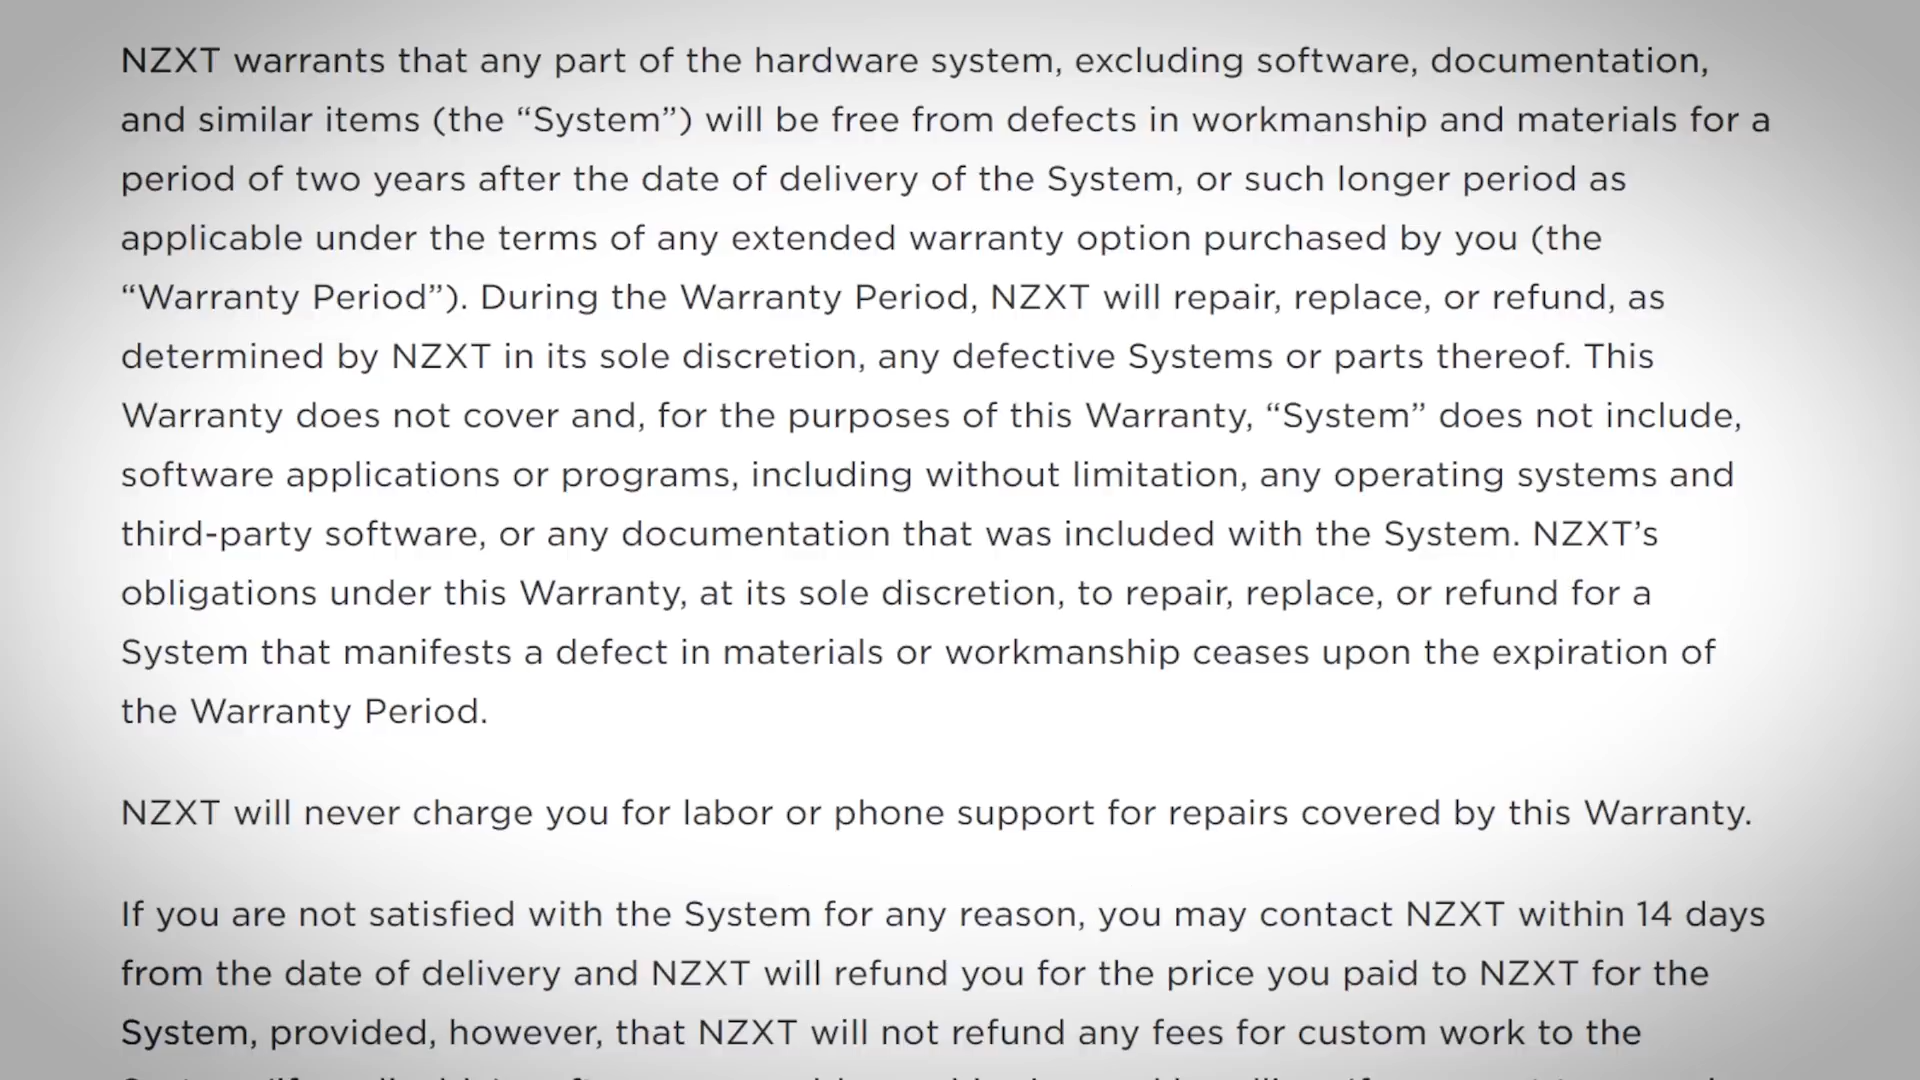 NZXT warrants that any part of the hardware system, excluding software, documentation,
and similar items (the “System”) will be free from defects in workmanship and materials for a
period of two years after the date of delivery of the System, or such longer period as
applicable under the terms of any extended warranty option purchased by you (the
“Warranty Period”). During the Warranty Period, NZXT will repair, replace, or refund, as
determined by NZXT in its sole discretion, any defective Systems or parts thereof. This
Warranty does not cover and, for the purposes of this Warranty, “System” does not include,
software applications or programs, including without limitation, any operating systems and
third-party software, or any documentation that was included with the System. NZXT’s
obligations under this Warranty, at its sole discretion, to repair, replace, or refund for a
System that manifests a defect in materials or workmanship ceases upon the expiration of
the Warranty Period.
NZXT will never charge you for labor or phone support for repairs covered by this Warranty.
If you are not satisfied with the System for any reason, you may contact NZXT within 14 days
from the date of delivery and NZXT will refund you for the price you paid to NZXT for the
System, provided, however, that NZXT will not refund any fees for custom work to the